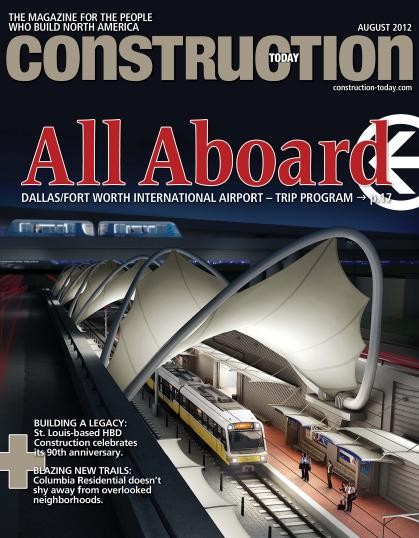 THE MAGAZINE FOR THE PEOPLE
WHO BUILD NORTH AMERICA
AUGUST 2012
CONSTRUCTION
TODAY
construction-today.com
All Aboard
DALLAS/FORT WORTH INTERNATIONAL AIRPORT – TRIP PROGRAM → p.17
BUILDING A LEGACY:
St. Louis-based HBD
Construction celebrates
its 90th anniversary.
BLAZING NEW TRAILS:
Columbia Residential doesn't
shy away from overlooked
neighborhoods.